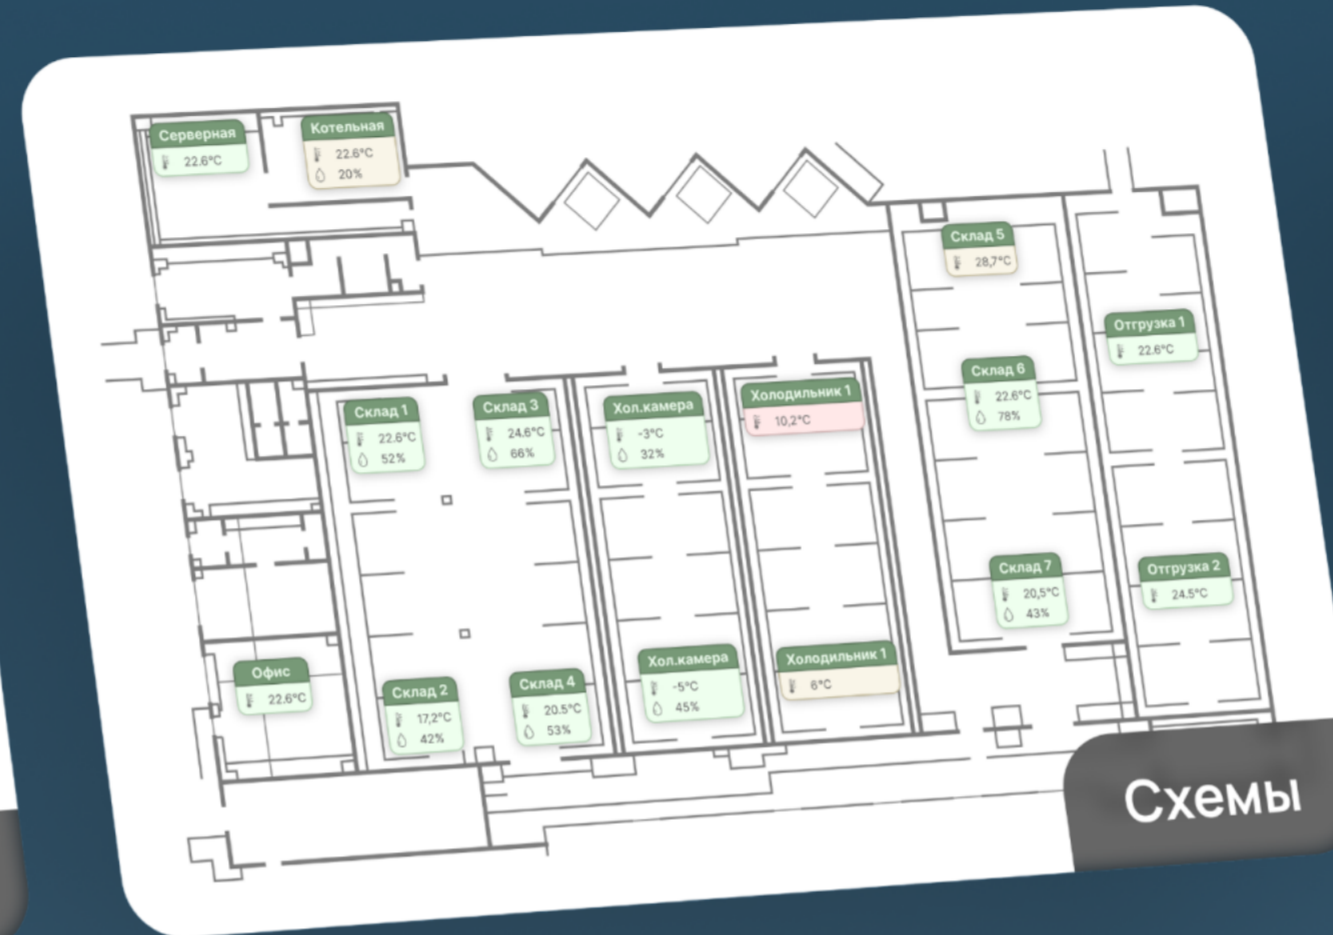 Серверная
22.6°C
Котельная
22.6°C
20%
Склад 5
28,7°C
Отгрузка 1
22.6°C
Склад 6
22.6°C
78%
Склад 1
22.6°C
52%
Склад 3
24.6°C
66%
Хол.камера
-3°C
32%
Холодильник 1
10,2°C
Склад 7
20,5°C
43%
Отгрузка 2
24.5°C
Офис
22.6°C
Склад 2
17,2°C
42%
Склад 4
20.5°C
53%
Хол.камера
-5°C
45%
Холодильник 1
6°C
Схемы